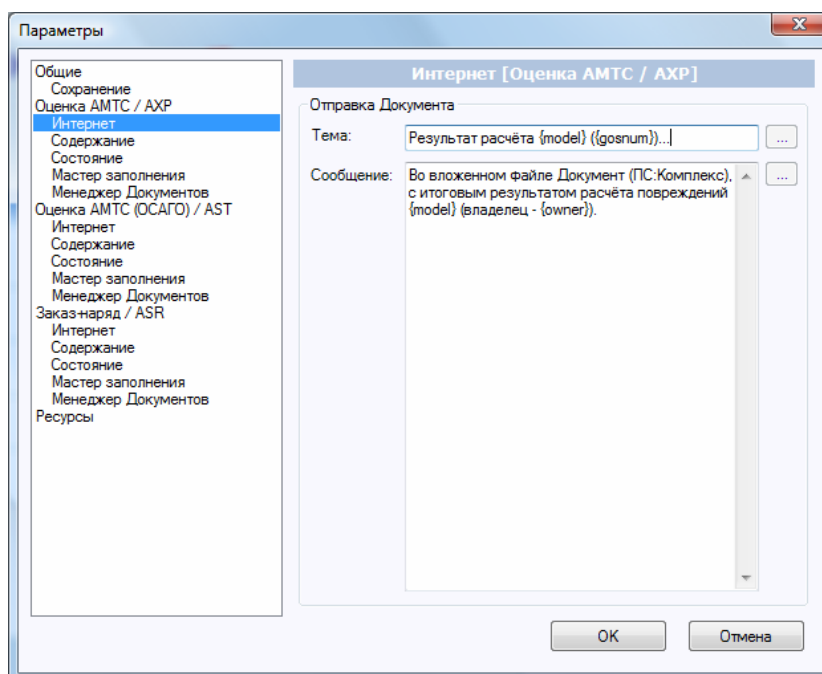 Параметры
Общие
Сохранение
Оценка АМТС / AXP
Интернет
Содержание
Состояние
Мастер заполнения
Менеджер Документов
Оценка АМТС (ОСАГО) / AST
Интернет
Содержание
Состояние
Мастер заполнения
Менеджер Документов
Заказ-наряд / ASR
Интернет
Содержание
Состояние
Мастер заполнения
Менеджер Документов
Ресурсы
Интернет [Оценка АМТС / AXP]
Отправка Документа
Тема:
Результат расчёта {model} ({gosnum})...
...
Сообщение:
Во вложенном файле Документ (ПС:Комплекс),
с итоговым результатом расчёта повреждений
{model} (владелец - {owner}).
...
OK
Отмена